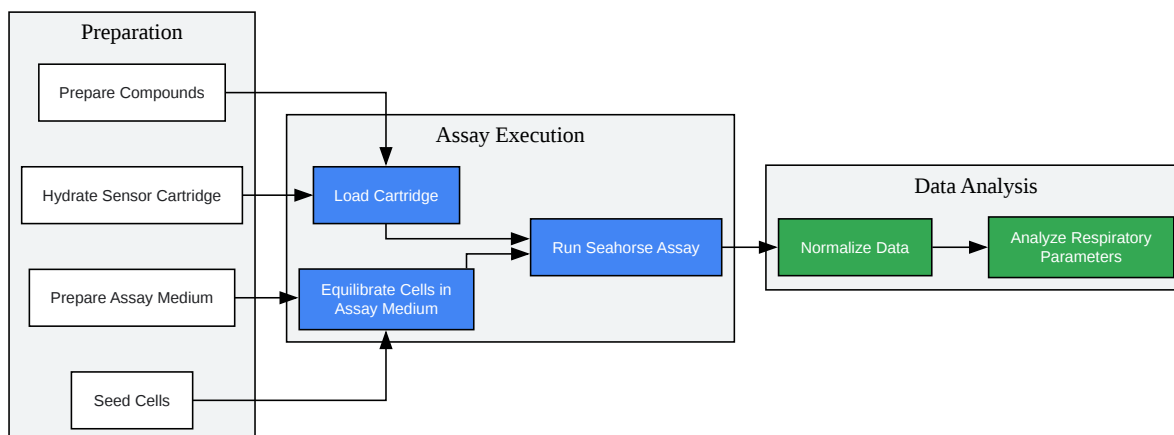 Preparation
Prepare Compounds
Hydrate Sensor Cartridge
Prepare Assay Medium
Seed Cells
Assay Execution
Load Cartridge
Equilibrate Cells in
Assay Medium
Run Seahorse Assay
Data Analysis
Normalize Data
Analyze Respiratory
Parameters